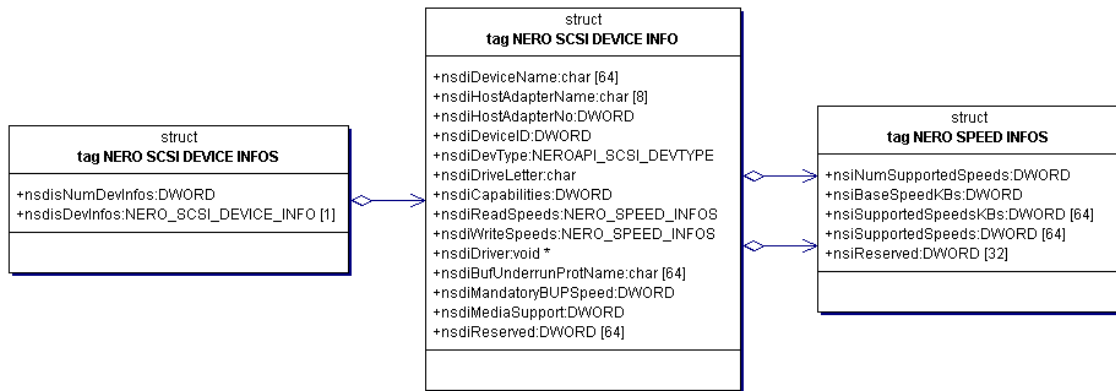 struct
tag NERO SCSI DEVICE INFOS
+nsdisNumDevInfos:DWORD
+nsdisDevInfos:NERO_SCSI_DEVICE_INFO [1]
struct
tag NERO SCSI DEVICE INFO
+nsdiDeviceName:char [64]
+nsdiHostAdapterName:char [8]
+nsdiHostAdapterNo:DWORD
+nsdiDeviceID:DWORD
+nsdiDevType:NEROAPI_SCSI_DEVTYPE
+nsdiDriveLetter:char
+nsdiCapabilities:DWORD
+nsdiReadSpeeds:NERO_SPEED_INFOS
+nsdiWriteSpeeds:NERO_SPEED_INFOS
+nsdiDriver:void *
+nsdiBufUnderrunProtName:char [64]
+nsdiMandatoryBUPSpeed:DWORD
+nsdiMediaSupport:DWORD
+nsdiReserved:DWORD [64]
struct
tag NERO SPEED INFOS
+nsiNumSupportedSpeeds:DWORD
+nsiBaseSpeedKBs:DWORD
+nsiSupportedSpeedsKBs:DWORD [64]
+nsiSupportedSpeeds:DWORD [64]
+nsiReserved:DWORD [32]